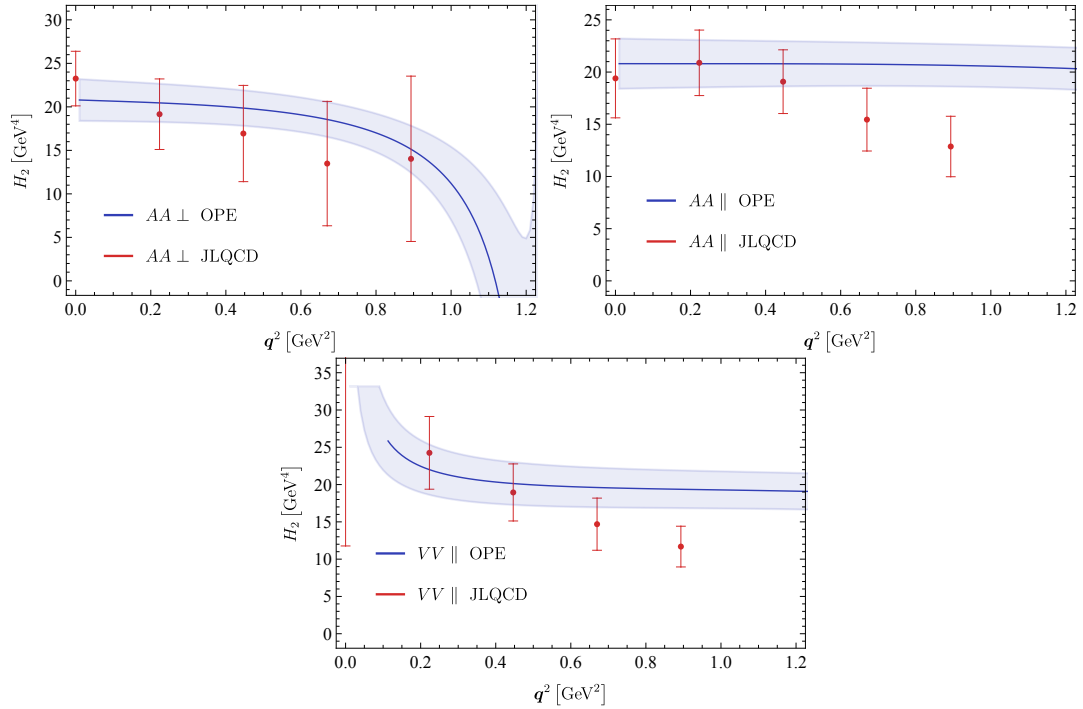 30
25
20
15
10
5
0
H₂ [GeV⁴]
AA ⊥ OPE
AA ⊥ JLQCD
0.0 0.2 0.4 0.6 0.8 1.0 1.2
q² [GeV²]
25
20
15
10
5
0
H₂ [GeV⁴]
AA ∥ OPE
AA ∥ JLQCD
0.0 0.2 0.4 0.6 0.8 1.0 1.2
q² [GeV²]
35
30
25
20
15
10
5
0
H₂ [GeV⁴]
VV ∥ OPE
VV ∥ JLQCD
0.0 0.2 0.4 0.6 0.8 1.0 1.2
q² [GeV²]